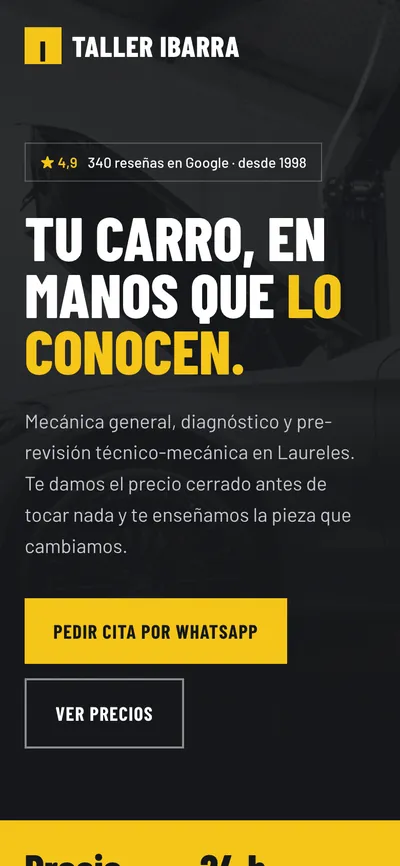 TALLER IBARRA
4,9 340 reseñas en Google · desde 1998
TU CARRO, EN
MANOS QUE LO
CONOCEN.
Mecánica general, diagnóstico y pre-
revisión técnico-mecánica en Laureles.
Te damos el precio cerrado antes de
tocar nada y te enseñamos la pieza que
cambiamos.
PEDIR CITA POR WHATSAPP
VER PRECIOS
Precio 24 h